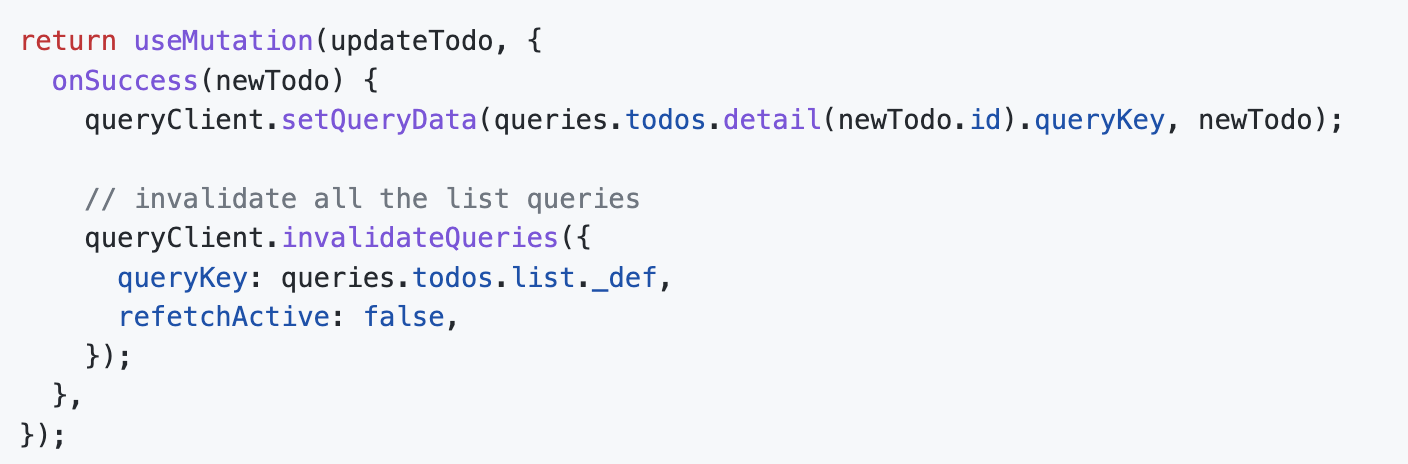 return useMutation(updateTodo, {
  onSuccess(newTodo) {
    queryClient.setQueryData(queries.todos.detail(newTodo.id).queryKey, newTodo);

    // invalidate all the list queries
    queryClient.invalidateQueries({
      queryKey: queries.todos.list._def,
      refetchActive: false,
    });
  },
});